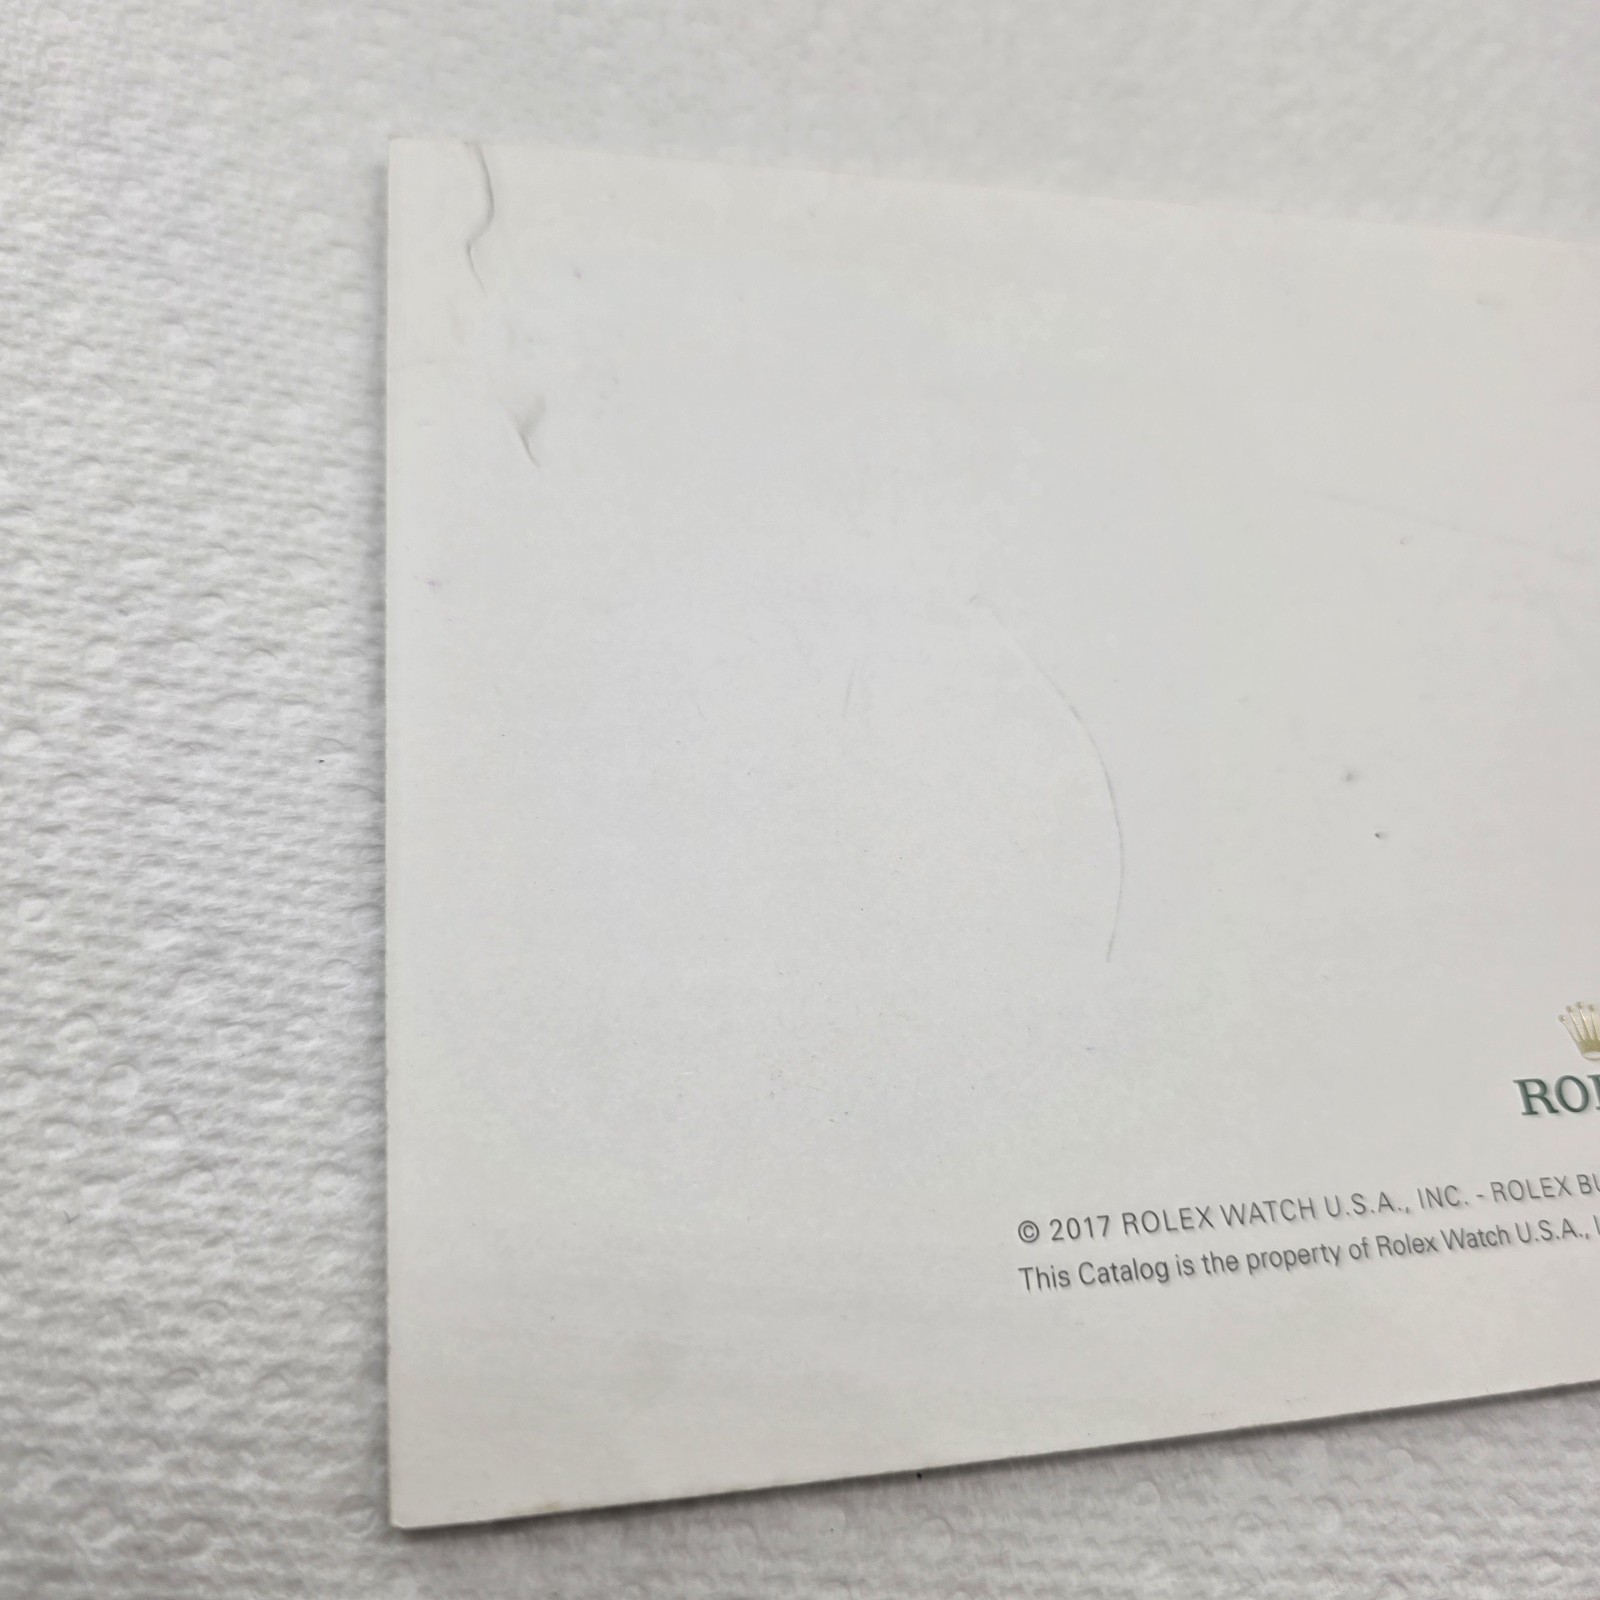 ROL
© 2017 ROLEX WATCH U.S.A., INC. - ROLEX BU
This Catalog is the property of Rolex Watch U.S.A., I